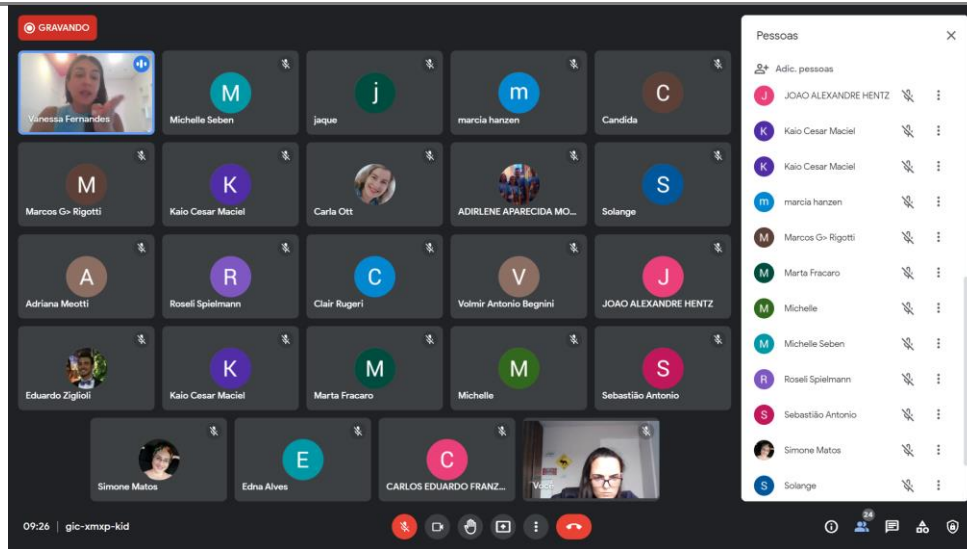 GRAVANDO
Vanessa Fernandes
M
Michelle Seben
j
jaque
m
marcia hanzen
C
Candida
M
Marcos G> Rigotti
K
Kaio Cesar Maciel
Carla Ott
ADIRLENE APARECIDA MO...
S
Solange
A
Adriana Meotti
R
Roseli Spielmann
C
Clair Rugeri
V
Volmir Antonio Begnini
J
JOAO ALEXANDRE HENTZ
Eduardo Ziglioli
K
Kaio Cesar Maciel
M
Marta Fracaro
M
Michelle
S
Sebastião Antonio
Simone Matos
E
Edna Alves
C
CARLOS EDUARDO FRANZ...
Você
09:26 | gic-xmxp-kid
24
Pessoas
Adic. pessoas
J JOAO ALEXANDRE HENTZ
K Kaio Cesar Maciel
K Kaio Cesar Maciel
m marcia hanzen
M Marcos G> Rigotti
M Marta Fracaro
M Michelle
M Michelle Seben
R Roseli Spielmann
S Sebastião Antonio
Simone Matos
S Solange